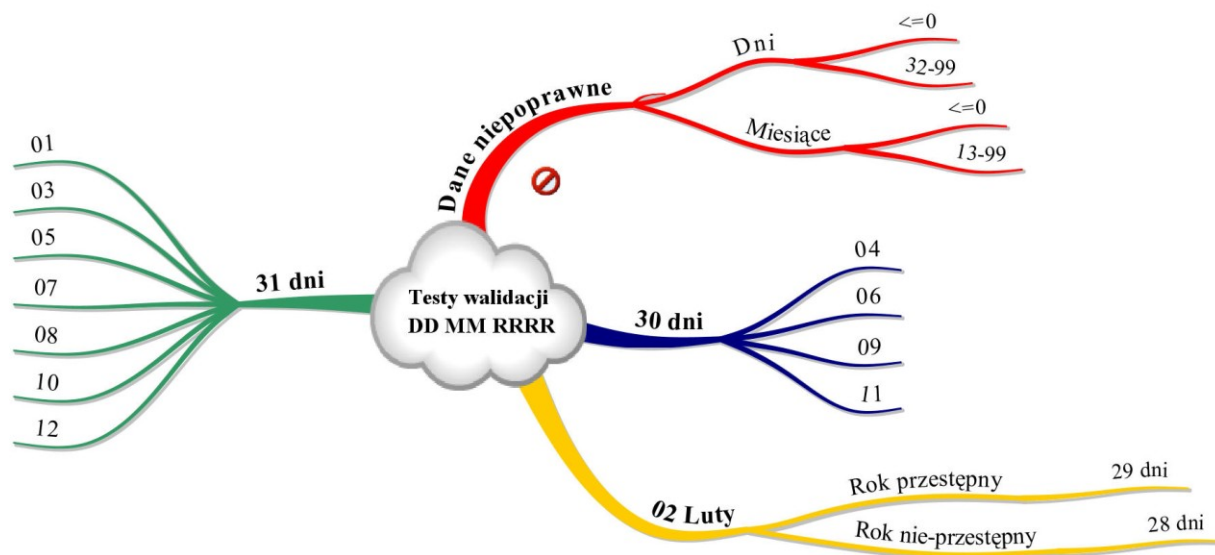 Testy walidacji
DD MM RRRR
Dane niepoprawne
Dni
<=0
32-99
Miesiące
<=0
13-99
30 dni
04
06
09
11
02 Luty
Rok przestępny
29 dni
Rok nie-przestępny
28 dni
31 dni
01
03
05
07
08
10
12